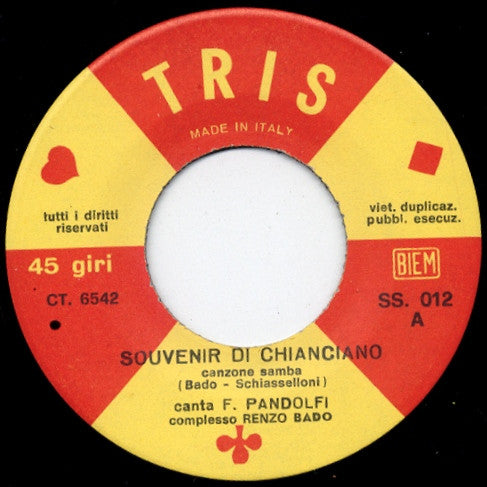 TRIS
MADE IN ITALY
tutti i diritti
riservati
viet. duplicaz.
pubbl. esecuz.
45 giri
BIEM
CT. 6542
SS. 012
A
SOUVENIR DI CHIANCIANO
canzone samba
(Bado - Schiasselloni)
canta F. PANDOLFI
complesso RENZO BADO